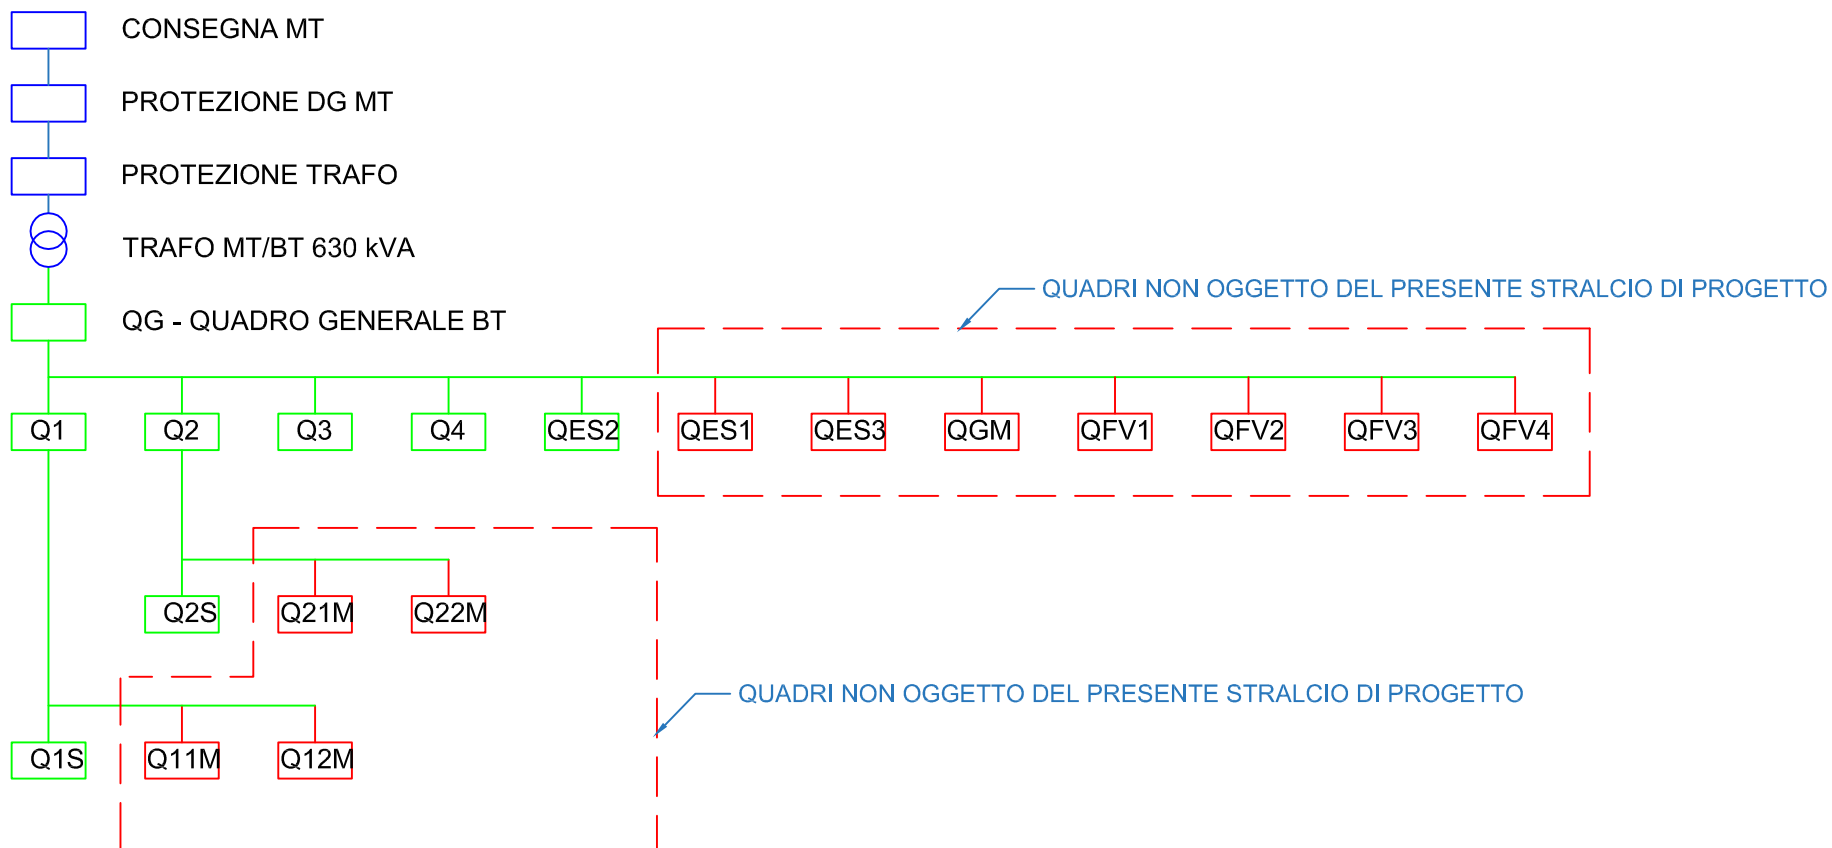 CONSEGNA MT
PROTEZIONE DG MT
PROTEZIONE TRAFO
TRAFO MT/BT 630 kVA
QUADRI NON OGGETTO DEL PRESENTE STRALCIO DI PROGETTO
QG - QUADRO GENERALE BT
Q1 Q2 Q3 Q4 QES2 QES1 QES3 QGM QFV1 QFV2 QFV3 QFV4
Q2S Q21M Q22M
QUADRI NON OGGETTO DEL PRESENTE STRALCIO DI PROGETTO
Q1S Q11M Q12M